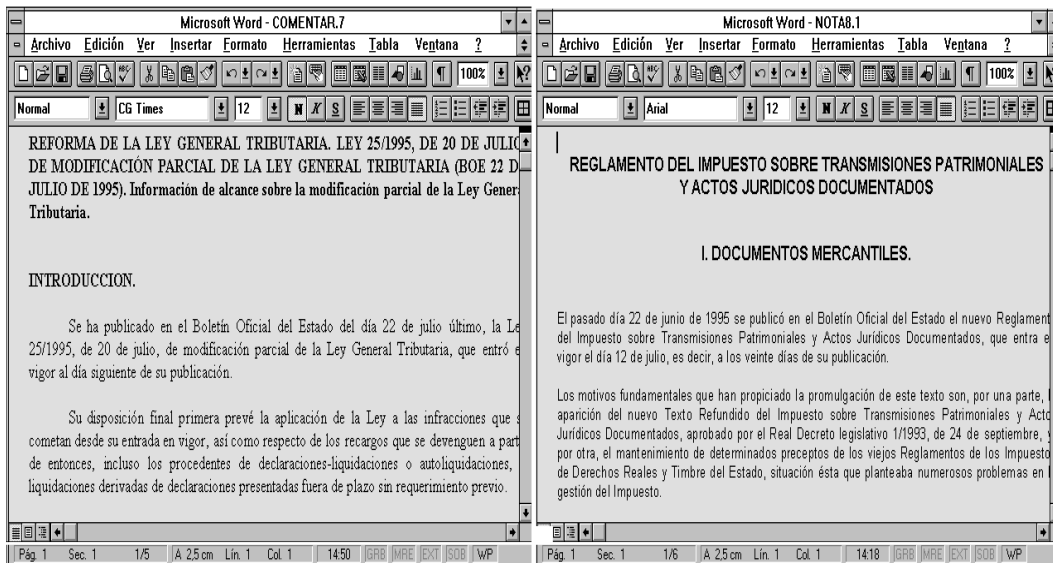 Microsoft Word - COMENTAR.7
Archivo Edición Ver Insertar Formato Herramientas Tabla Ventana ?
100%
Normal CG Times 12 N K S
REFORMA DE LA LEY GENERAL TRIBUTARIA. LEY 25/1995, DE 20 DE JULIO
DE MODIFICACIÓN PARCIAL DE LA LEY GENERAL TRIBUTARIA (BOE 22 D
JULIO DE 1995). Información de alcance sobre la modificación parcial de la Ley Gener
Tributaria.
INTRODUCCION.
Se ha publicado en el Boletín Oficial del Estado del día 22 de julio último, la Le
25/1995, de 20 de julio, de modificación parcial de la Ley General Tributaria, que entró e
vigor al día siguiente de su publicación.
Su disposición final primera prevé la aplicación de la Ley a las infracciones que s
cometan desde su entrada en vigor, así como respecto de los recargos que se devenguen a part
de entonces, incluso los procedentes de declaraciones-liquidaciones o autoliquidaciones,
liquidaciones derivadas de declaraciones presentadas fuera de plazo sin requerimiento previo.
Pág. 1 Sec. 1 1/5 A 2,5 cm Lín. 1 Col. 1 14:50 GRB MRE EXT SOB WP
Microsoft Word - NOTA8.1
Archivo Edición Ver Insertar Formato Herramientas Tabla Ventana ?
100%
Normal Arial 12 N K S
REGLAMENTO DEL IMPUESTO SOBRE TRANSMISIONES PATRIMONIALES
Y ACTOS JURIDICOS DOCUMENTADOS
I. DOCUMENTOS MERCANTILES.
El pasado día 22 de junio de 1995 se publicó en el Boletín Oficial del Estado el nuevo Reglament
del Impuesto sobre Transmisiones Patrimoniales y Actos Jurídicos Documentados, que entra e
vigor el día 12 de julio, es decir, a los veinte días de su publicación.
Los motivos fundamentales que han propiciado la promulgación de este texto son, por una parte, l
aparición del nuevo Texto Refundido del Impuesto sobre Transmisiones Patrimoniales y Acto
Jurídicos Documentados, aprobado por el Real Decreto legislativo 1/1993, de 24 de septiembre, y
por otra, el mantenimiento de determinados preceptos de los viejos Reglamentos de los Impuesto
de Derechos Reales y Timbre del Estado, situación ésta que planteaba numerosos problemas en l
gestión del Impuesto.
Pág. 1 Sec. 1 1/6 A 2,5 cm Lín. 1 Col. 1 14:18 GRB MRE EXT SOB WP